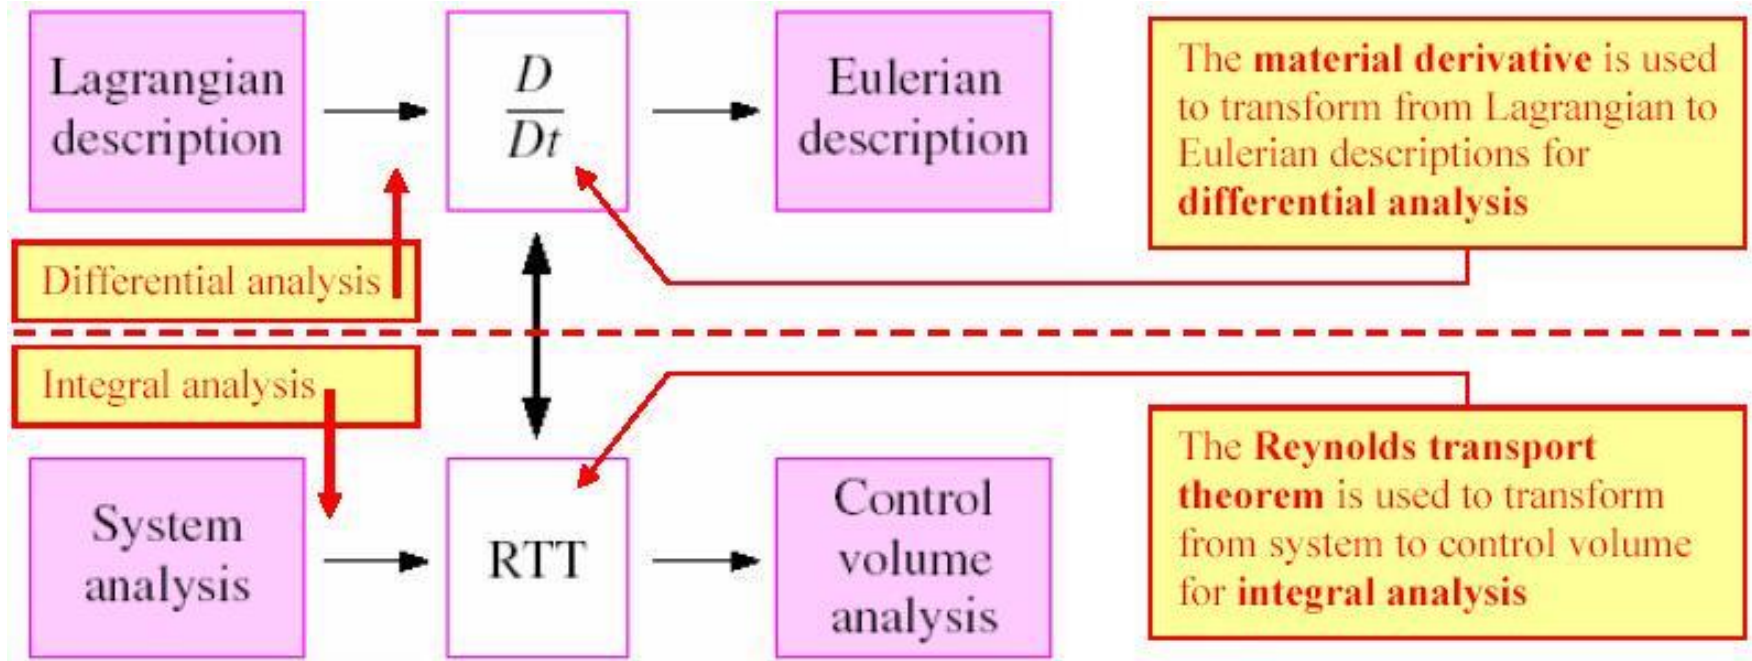 Lagrangian
description
D
Dt
Eulerian
description
The material derivative is used
to transform from Lagrangian to
Eulerian descriptions for
differential analysis
Differential analysis
Integral analysis
System
analysis
RTT
Control
volume
analysis
The Reynolds transport
theorem is used to transform
from system to control volume
for integral analysis